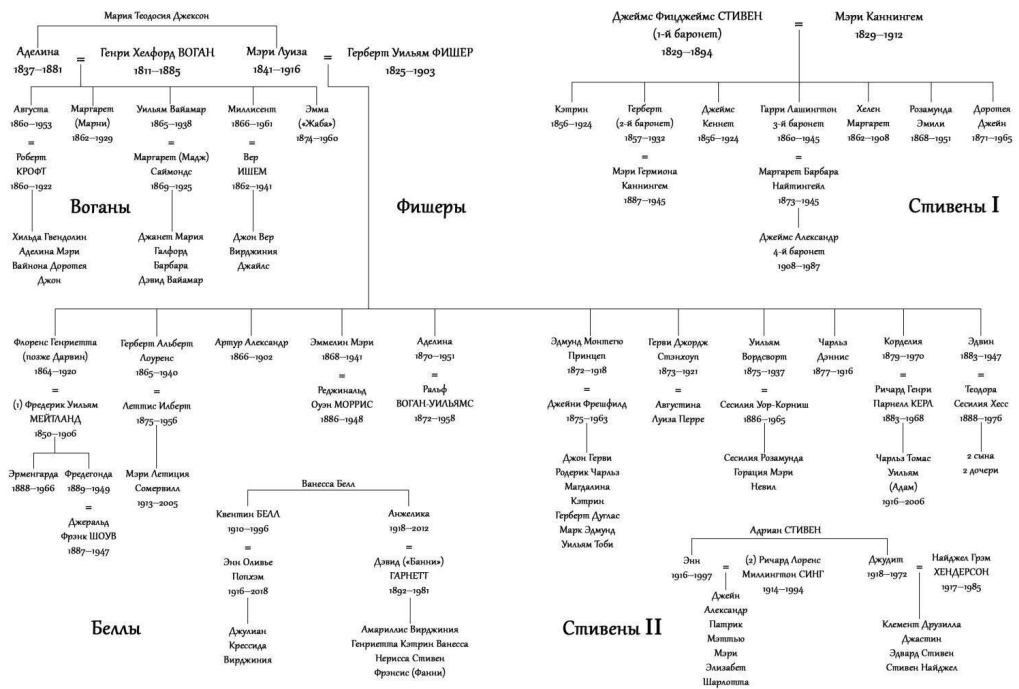 Мария Теодосия Джексон
Аделина
1837–1881
=
Генри Хелфорд ВОГАН
1811–1885
Мэри Луиза
1841–1916
=
Герберт Уильям ФИШЕР
1825–1903
Августа
1860–1953
=
Роберт
КРОФТ
1860–1922
Хильда Гвендолин
Аделина Мэри
Вайнона Доротея
Джон
Маргарет
(Марни)
1862–1929
Уильям Вайамар
1865–1938
=
Маргарет (Мадж)
Саймондс
1869–1925
Джанет Мария
Галфорд
Барбара
Дэвид Вайамар
Миллисент
1866–1961
=
Вер
ИШЕМ
1862–1941
Джон Вер
Вирджиния
Джайлс
Эмма
(«Жаба»)
1874–1960
Воганы
Фишеры
Джеймс Фицджеймс СТИВЕН
(1-й баронет)
1829–1894
=
Мэри Каннингем
1829–1912
Кэтрин
1856–1924
Герберт
(2-й баронет)
1857–1932
=
Мэри Гермиона
Каннингем
1887–1945
Джеймс
Кеннет
1856–1924
Гарри Лашингтон
3-й баронет
1860–1945
=
Маргарет Барбара
Найтингейл
1873–1945
Джеймс Александр
4-й баронет
1908–1987
Хелен
Маргарет
1862–1908
Розамунда
Эмили
1868–1951
Доротея
Джейн
1871–1965
Стивены I
Флоренс Генриетта
(позже Дарвин)
1864–1920
=
(1) Фредерик Уильям
МЕЙТЛАНД
1850–1906
Эрменгарда
1888–1966
Фредегонда
1889–1949
=
Джеральд
Фрэнк ШОУВ
1887–1947
Герберт Альберт
Лоуренс
1865–1940
=
Леттис Илберт
1875–1956
Мэри Летиция
Сомервилл
1913–2005
Артур Александр
1866–1902
Эммелин Мэри
1868–1941
=
Реджинальд
Оуэн МОРРИС
1886–1948
Аделина
1870–1951
=
Ральф
ВОГАН-УИЛЬЯМС
1872–1958
Эдмунд Монтегю
Принцеп
1872–1918
=
Джейни Фрешфилд
1875–1963
Джон Герви
Родерик Чарльз
Магдалина
Кэтрин
Герберт Дуглас
Марк Эдмунд
Уильям Тоби
Герви Джордж
Стэнхоуп
1873–1921
=
Августина
Луиза Перре
Уильям
Вордсворт
1875–1937
=
Сесилия Уор-Корниш
1886–1965
Сесилия Розамунда
Горация Мэри
Невил
Чарльз
Дэннис
1877–1916
Корделия
1879–1970
=
Ричард Генри
Парнелл КЕРЛ
1883–1968
Чарльз Томас
Уильям
(Адам)
1916–2006
Эдвин
1883–1947
=
Теодора
Сесилия Хесс
1888–1976
2 сына
2 дочери
Ванесса Белл
Квентин БЕЛЛ
1910–1996
=
Энн Оливье
Попхэм
1916–2018
Джулиан
Крессида
Вирджиния
Анжелика
1918–2012
=
Дэвид («Банни»)
ГАРНЕТТ
1892–1981
Амариллис Вирджиния
Генриетта Кэтрин Ванесса
Нерисса Стивен
Фрэнсис (Фанни)
Беллы
Адриан СТИВЕН
Энн
1916–1997
=
(2) Ричард Лоренс
Миллингтон СИНГ
1914–1994
Джейн
Александр
Патрик
Мэттью
Мэри
Элизабет
Шарлотта
Джудит
1918–1972
=
Найджел Грэм
ХЕНДЕРСОН
1917–1985
Клемент Друзилла
Джастин
Эдвард Стивен
Стивен Найджел
Стивены II